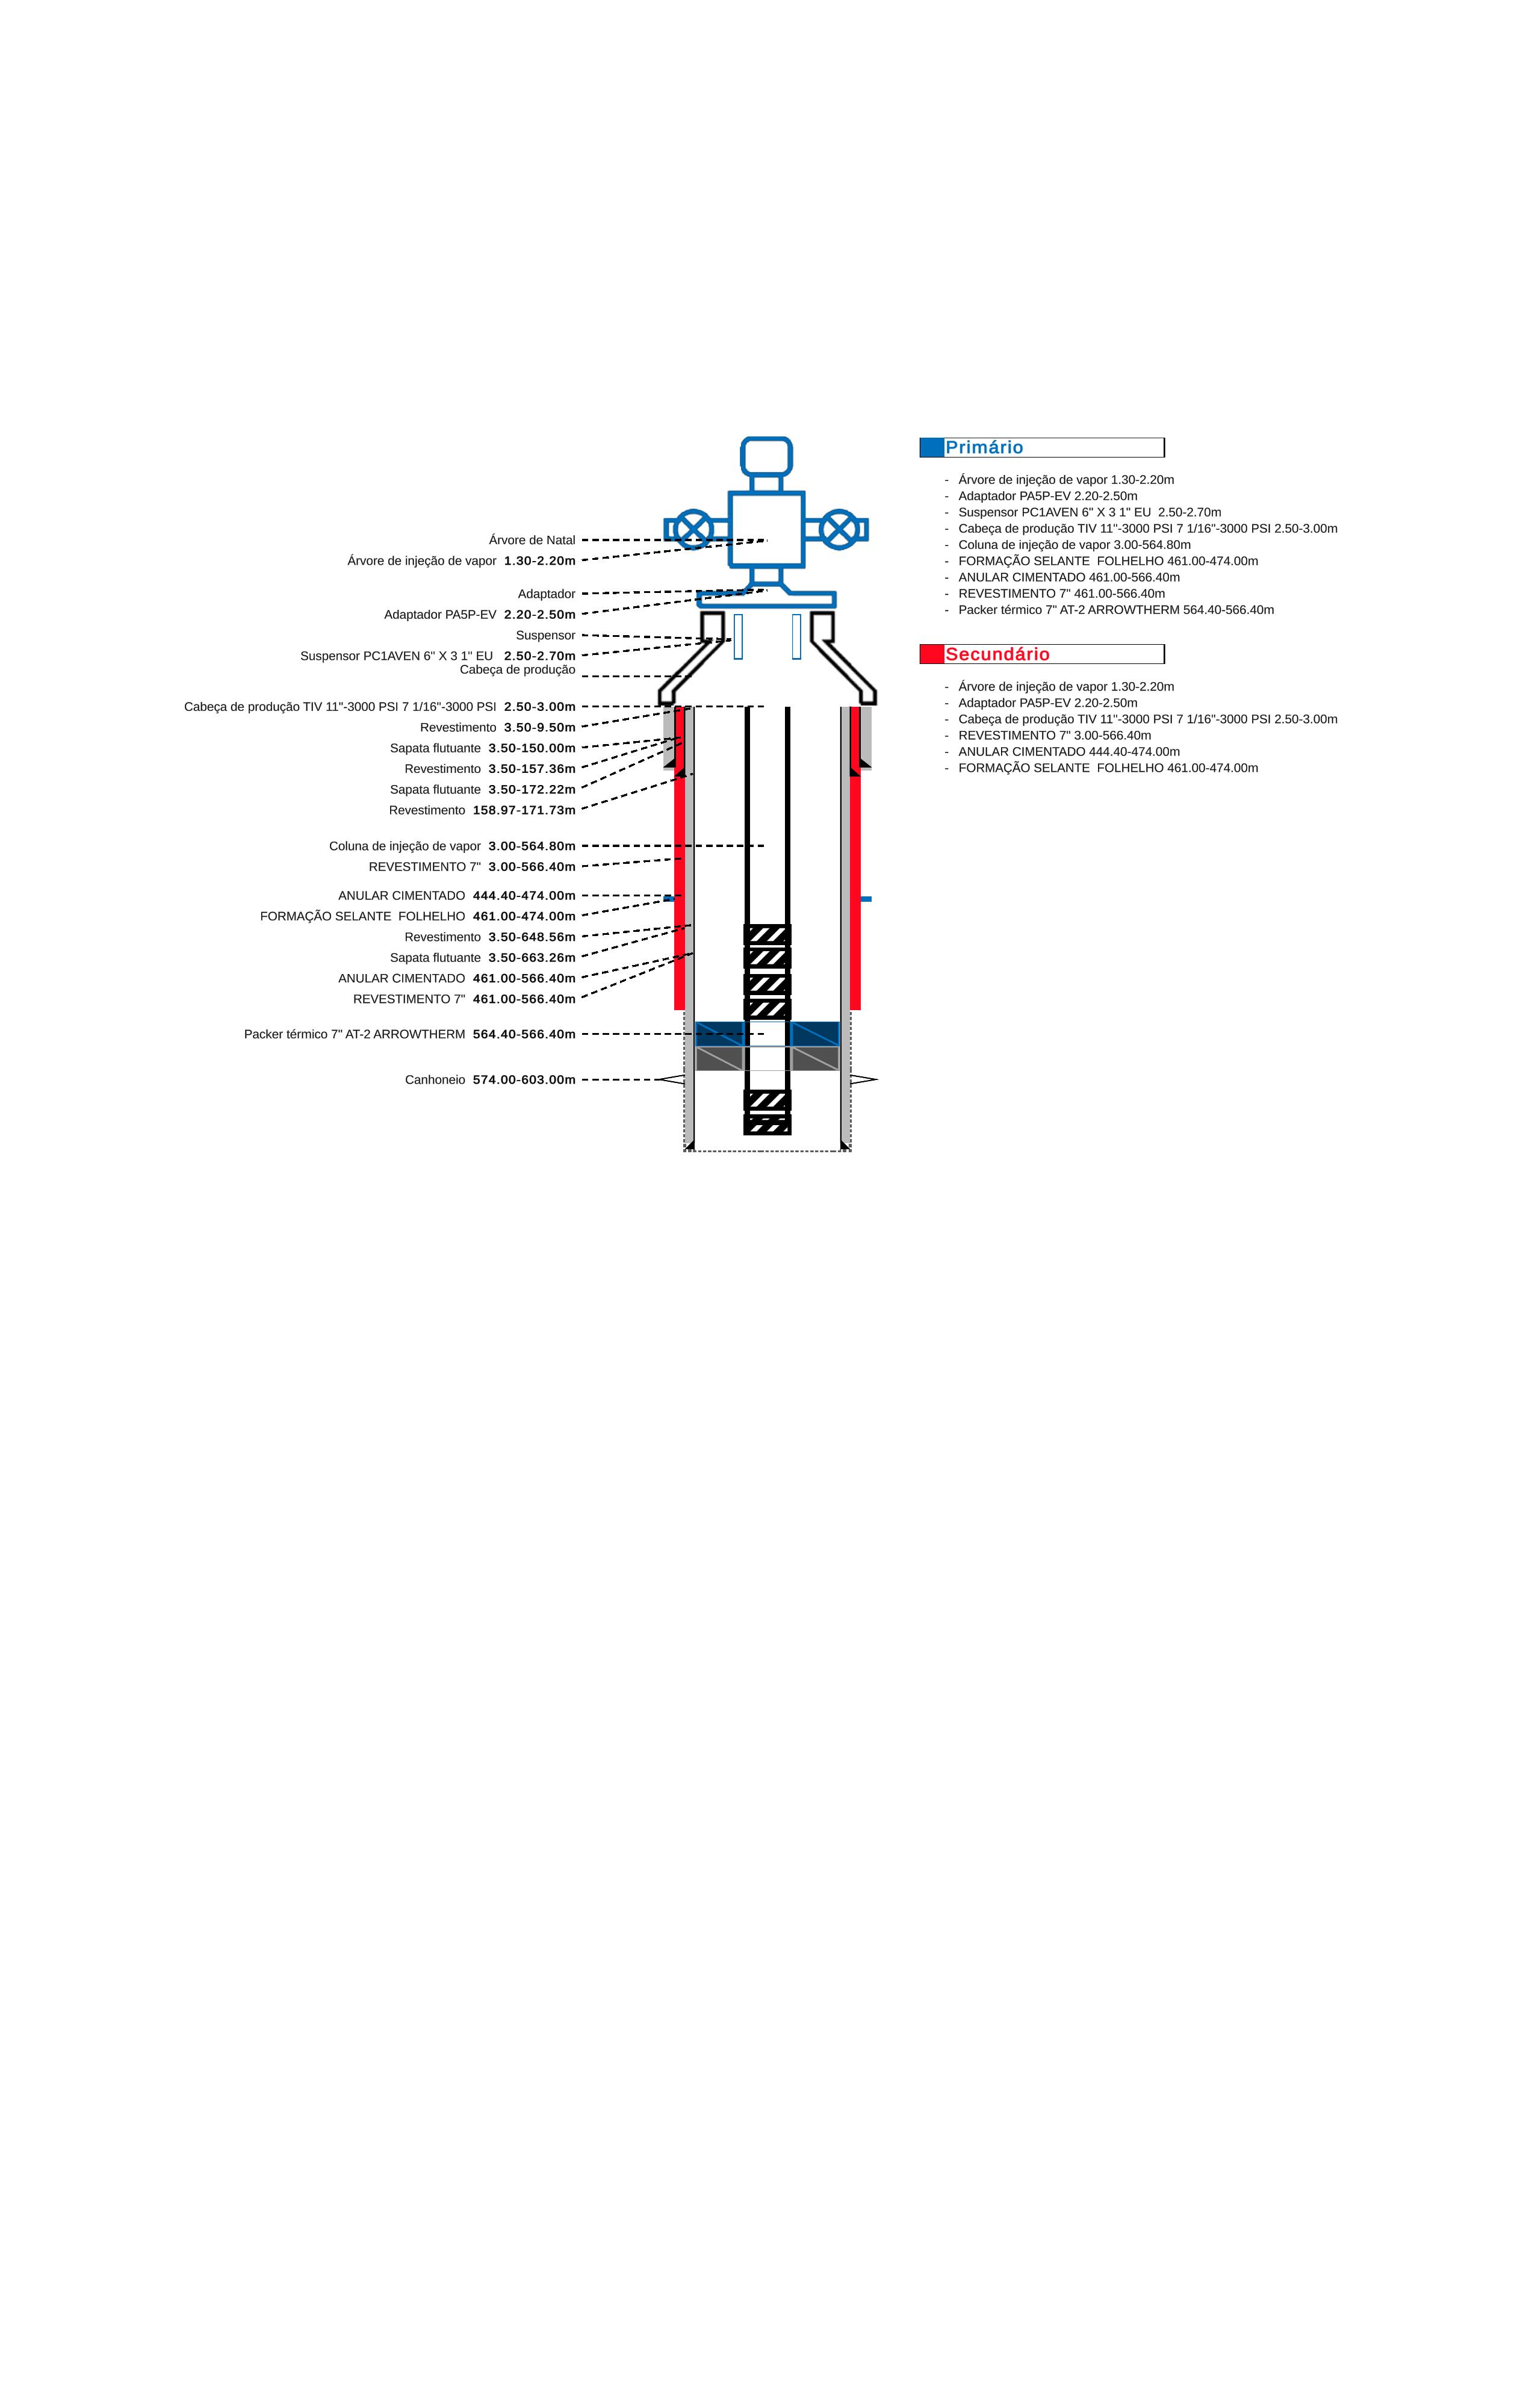 Árvore de Natal
Árvore de injeção de vapor 1.30-2.20m
Adaptador
Adaptador PA5P-EV 2.20-2.50m
Suspensor
Suspensor PC1AVEN 6" X 3 1" EU 2.50-2.70m
Cabeça de produção
Cabeça de produção TIV 11"-3000 PSI 7 1/16"-3000 PSI 2.50-3.00m
Revestimento 3.50-9.50m
Sapata flutuante 3.50-150.00m
Revestimento 3.50-157.36m
Sapata flutuante 3.50-172.22m
Revestimento 158.97-171.73m
Coluna de injeção de vapor 3.00-564.80m
REVESTIMENTO 7" 3.00-566.40m
ANULAR CIMENTADO 444.40-474.00m
FORMAÇÃO SELANTE FOLHELHO 461.00-474.00m
Revestimento 3.50-648.56m
Sapata flutuante 3.50-663.26m
ANULAR CIMENTADO 461.00-566.40m
REVESTIMENTO 7" 461.00-566.40m
Packer térmico 7" AT-2 ARROWTHERM 564.40-566.40m
Canhoneio 574.00-603.00m
Primário
- Árvore de injeção de vapor 1.30-2.20m
- Adaptador PA5P-EV 2.20-2.50m
- Suspensor PC1AVEN 6" X 3 1" EU 2.50-2.70m
- Cabeça de produção TIV 11"-3000 PSI 7 1/16"-3000 PSI 2.50-3.00m
- Coluna de injeção de vapor 3.00-564.80m
- FORMAÇÃO SELANTE FOLHELHO 461.00-474.00m
- ANULAR CIMENTADO 461.00-566.40m
- REVESTIMENTO 7" 461.00-566.40m
- Packer térmico 7" AT-2 ARROWTHERM 564.40-566.40m
Secundário
- Árvore de injeção de vapor 1.30-2.20m
- Adaptador PA5P-EV 2.20-2.50m
- Cabeça de produção TIV 11"-3000 PSI 7 1/16"-3000 PSI 2.50-3.00m
- REVESTIMENTO 7" 3.00-566.40m
- ANULAR CIMENTADO 444.40-474.00m
- FORMAÇÃO SELANTE FOLHELHO 461.00-474.00m